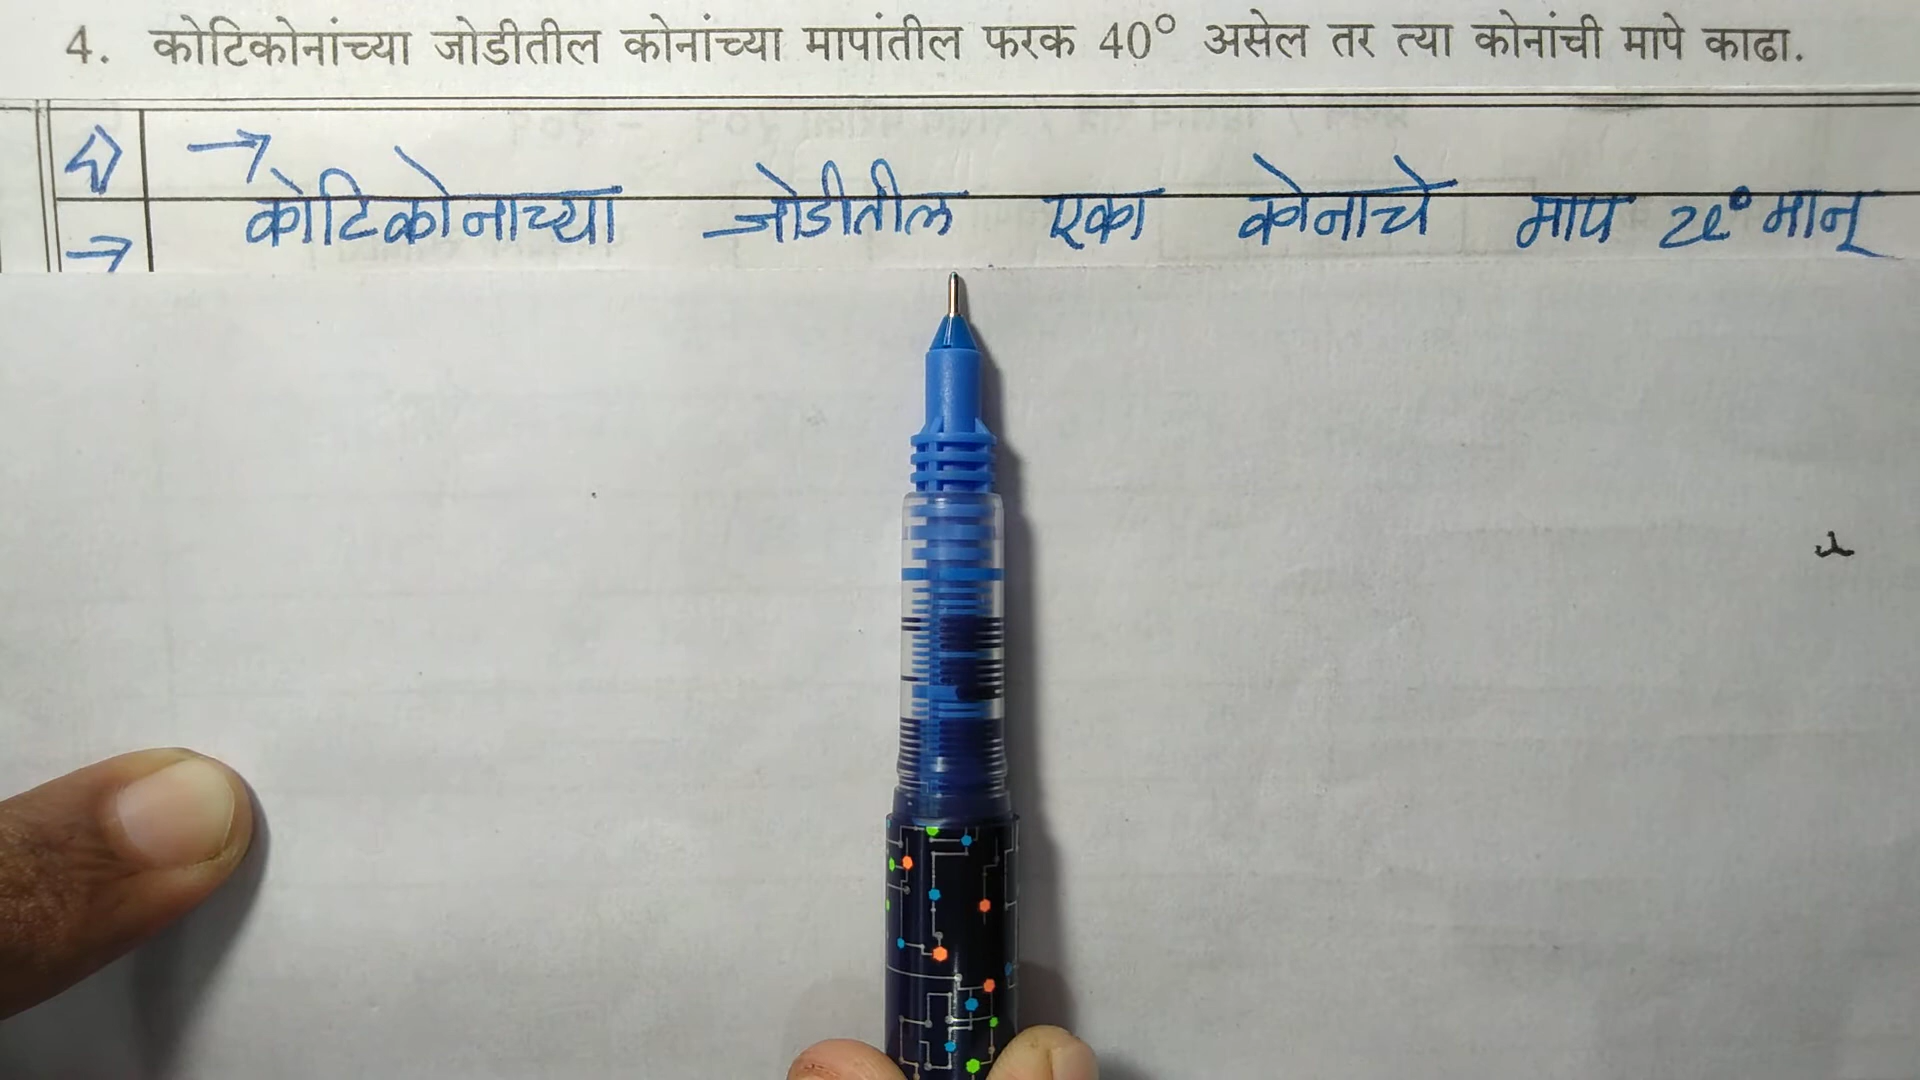 4. कोटिकोनांच्या जोडीतील कोनांच्या मापांतील फरक 40° असेल तर त्या कोनांची मापे काढा.
4) →
→ कोटिकोनाच्या जोडीतील एका कोनाचे माप x° मानू